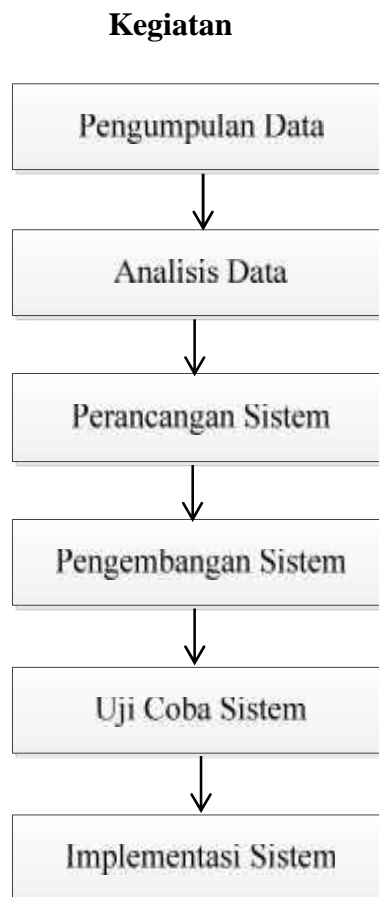 Kegiatan
Pengumpulan Data
Analisis Data
Perancangan Sistem
Pengembangan Sistem
Uji Coba Sistem
Implementasi Sistem